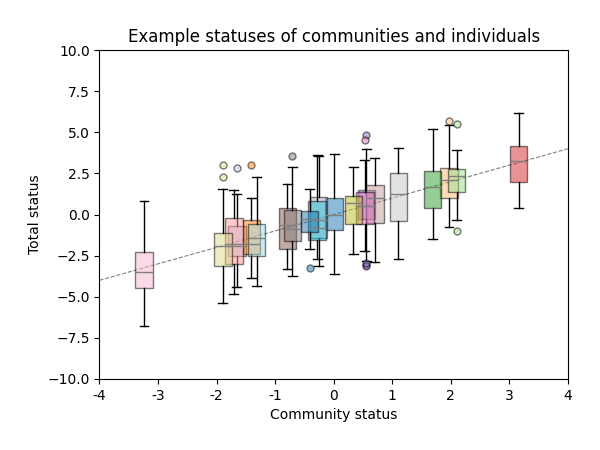 Example statuses of communities and individuals
10.0
7.5
5.0
2.5
0.0
−2.5
−5.0
−7.5
−10.0
Total status
-4 -3 -2 -1 0 1 2 3 4
Community status